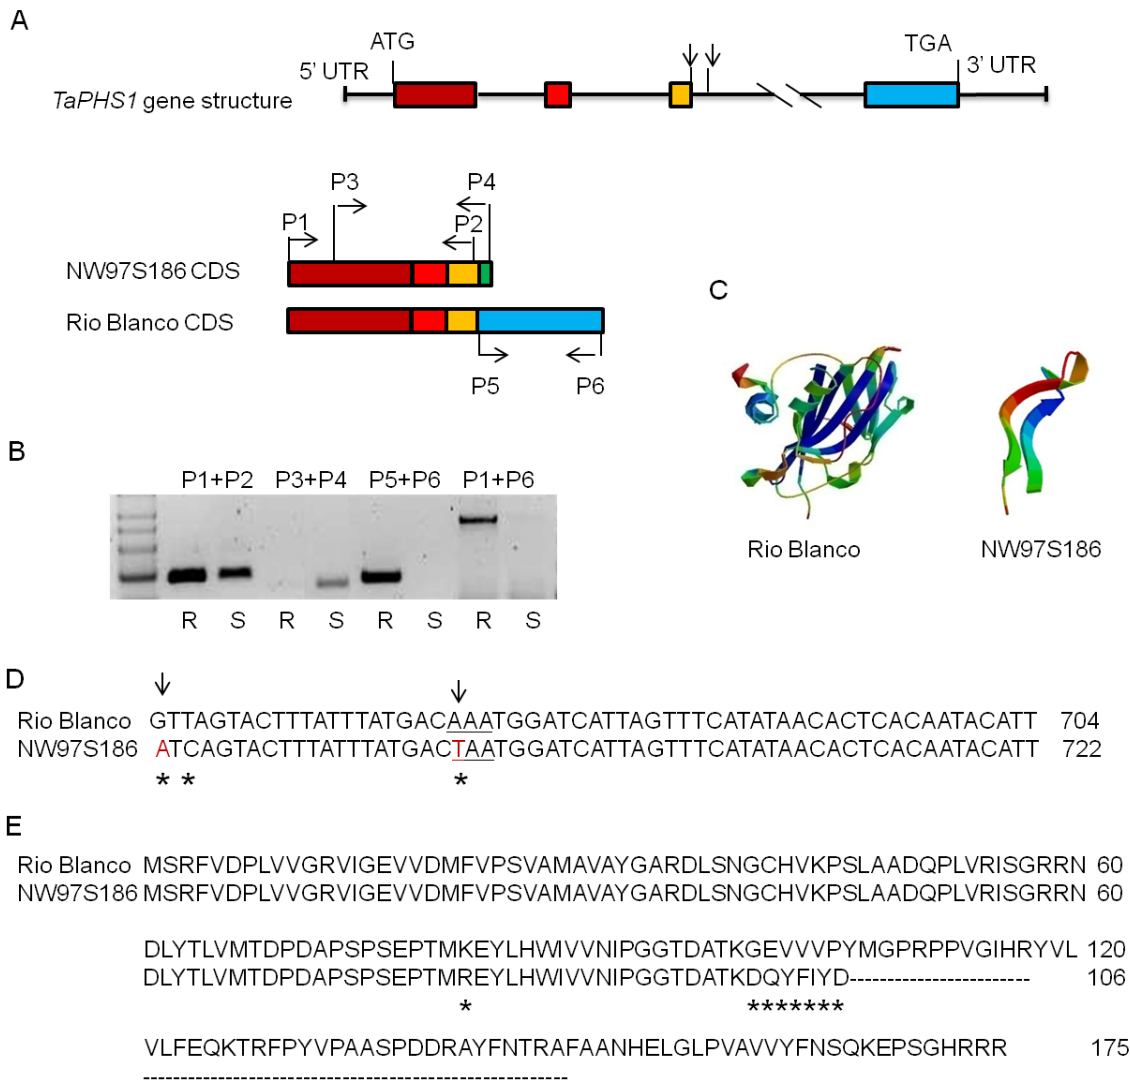 A
ATG
TGA
5' UTR
3' UTR
TaPHS1 gene structure
P3
P4
P1
P2
NW97S186 CDS
Rio Blanco CDS
P5
P6
C
Rio Blanco
NW97S186
B
P1+P2 P3+P4 P5+P6 P1+P6
R S R S R S R S
D
Rio Blanco GTTAGTACTTTATTTATGACAAATGGATCATTAGTTTCATATAACACTCACAATACATT 704
NW97S186 ATCAGTACTTTATTTATGACTAATGGATCATTAGTTTCATATAACACTCACAATACATT 722
* * *
E
Rio Blanco MSRFVDPLVVGRVIGEVVDMFVPSVAMAVAYGARDLSNGCHVKPSLAADQPLVRISGRRN 60
NW97S186 MSRFVDPLVVGRVIGEVVDMFVPSVAMAVAYGARDLSNGCHVKPSLAADQPLVRISGRRN 60
DLYTLVMTDPDAPSPSEPTMKEYLHWIVVNIPGGTDATKGEVVVPYMGPRPPVGIHRYVL 120
DLYTLVMTDPDAPSPSEPTMREYLHWIVVNIPGGTDATKDQYFIYD------------------------ 106
* *******
VLFEQKTRFPYVPAASPDDRAYFNTRAFAANHELGLPVAVVYFNSQKEPSGHRRR 175
---------------------------------------------------------